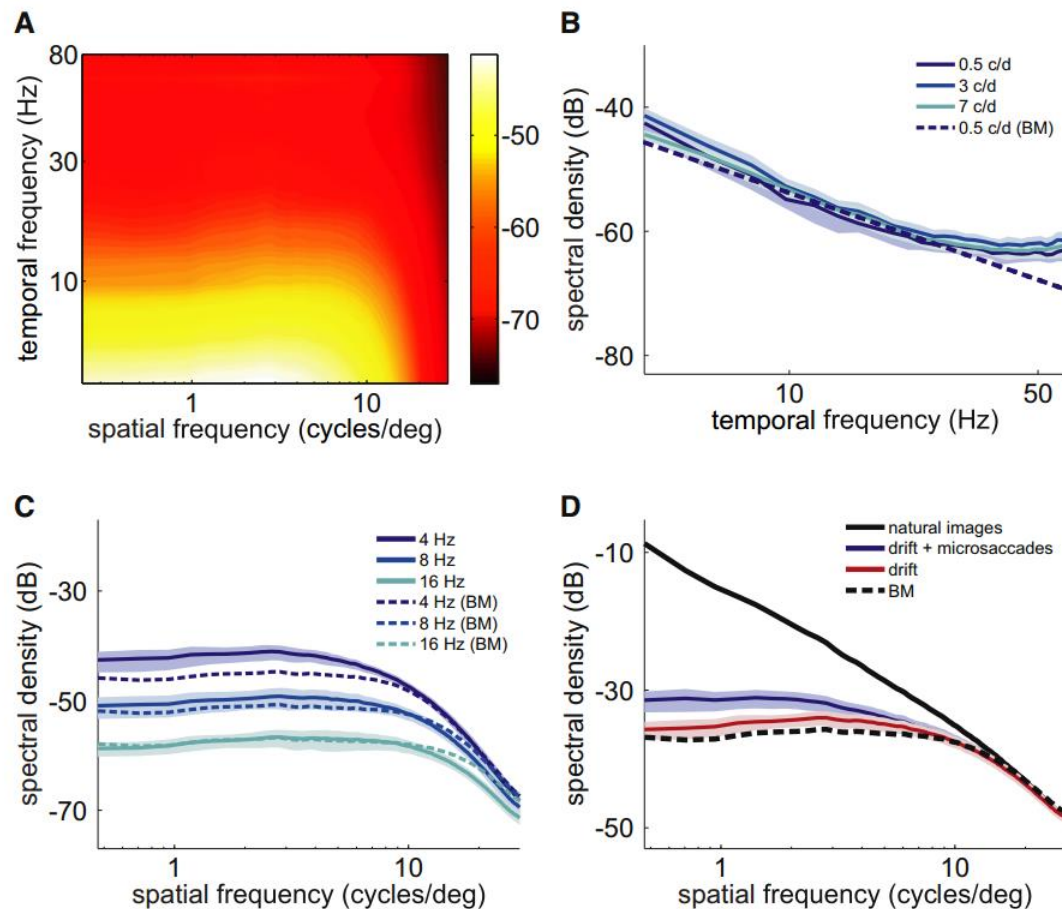 A
80
30
10
temporal frequency (Hz)
1
10
spatial frequency (cycles/deg)
-50
-60
-70
B
0.5 c/d
3 c/d
7 c/d
0.5 c/d (BM)
-40
-60
-80
spectral density (dB)
10
50
temporal frequency (Hz)
C
4 Hz
8 Hz
16 Hz
4 Hz (BM)
8 Hz (BM)
16 Hz (BM)
-30
-50
-70
spectral density (dB)
1
10
spatial frequency (cycles/deg)
D
natural images
drift + microsaccades
drift
BM
-10
-30
-50
spectral density (dB)
1
10
spatial frequency (cycles/deg)